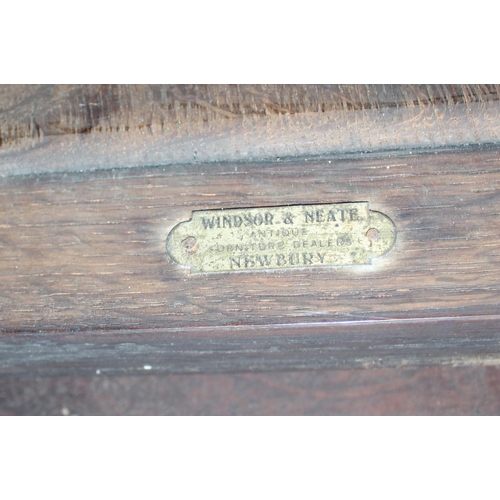 WINDSOR & NEATE
ANTIQUE
FURNITURE DEALERS
NEWBURY